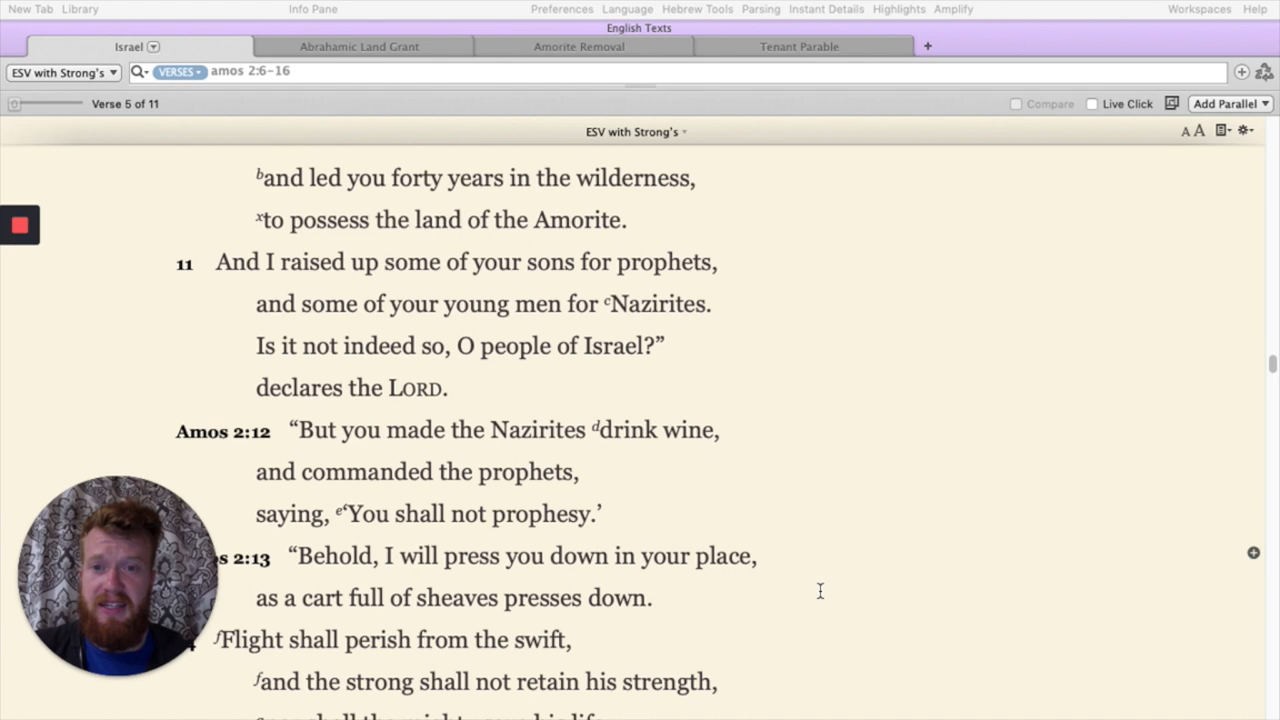 New Tab Library Info Pane Preferences Language Hebrew Tools Parsing Instant Details Highlights Amplify Workspaces Help
English Texts
Israel Abrahamic Land Grant Amorite Removal Tenant Parable +
ESV with Strong's VERSES amos 2:6-16
0 Verse 5 of 11 Compare Live Click Add Parallel
ESV with Strong's A A
b and led you forty years in the wilderness,
x to possess the land of the Amorite.
11 And I raised up some of your sons for prophets,
and some of your young men for c Nazirites.
Is it not indeed so, O people of Israel?”
declares the LORD.
Amos 2:12 “But you made the Nazirites d drink wine,
and commanded the prophets,
saying, e ‘You shall not prophesy.’
s 2:13 “Behold, I will press you down in your place,
as a cart full of sheaves presses down.
f Flight shall perish from the swift,
f and the strong shall not retain his strength,